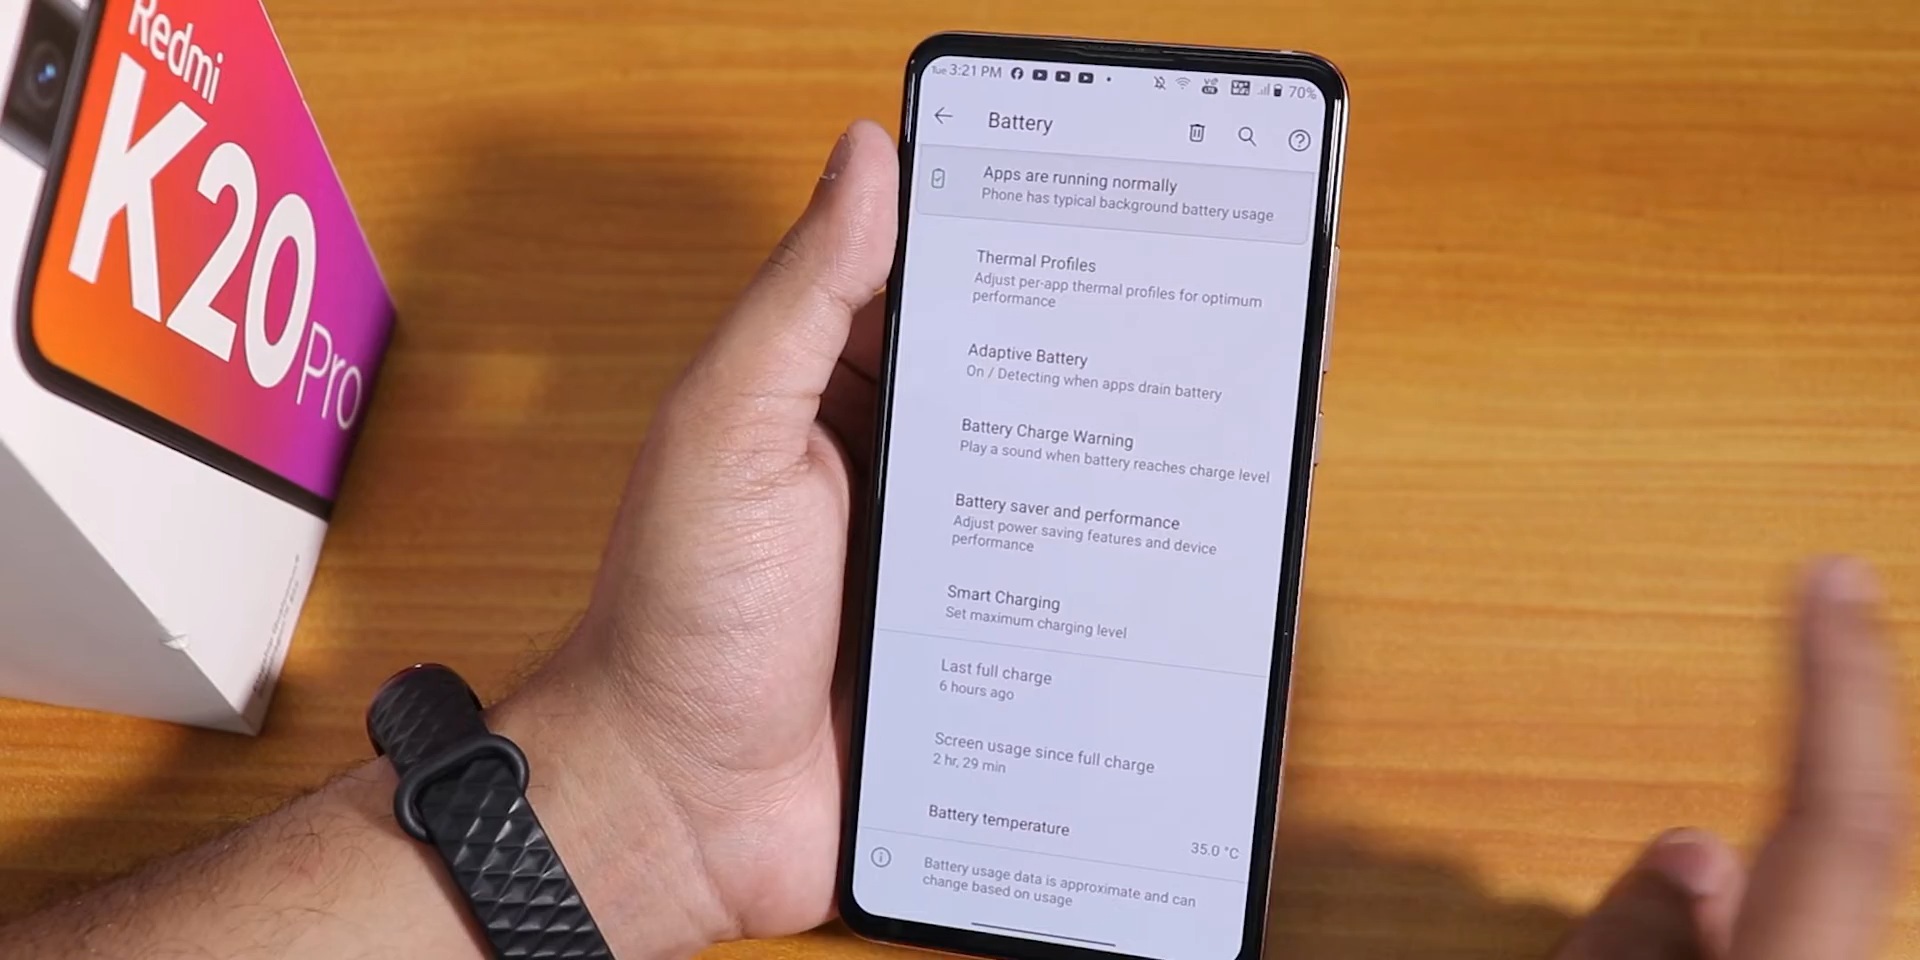 Redmi
K20 Pro
Tue 3:21 PM
70%
Battery
Apps are running normally
Phone has typical background battery usage
Thermal Profiles
Adjust per-app thermal profiles for optimum
performance
Adaptive Battery
On / Detecting when apps drain battery
Battery Charge Warning
Play a sound when battery reaches charge level
Battery saver and performance
Adjust power saving features and device
performance
Smart Charging
Set maximum charging level
Last full charge
6 hours ago
Screen usage since full charge
2 hr, 29 min
Battery temperature
35.0 °C
Battery usage data is approximate and can
change based on usage